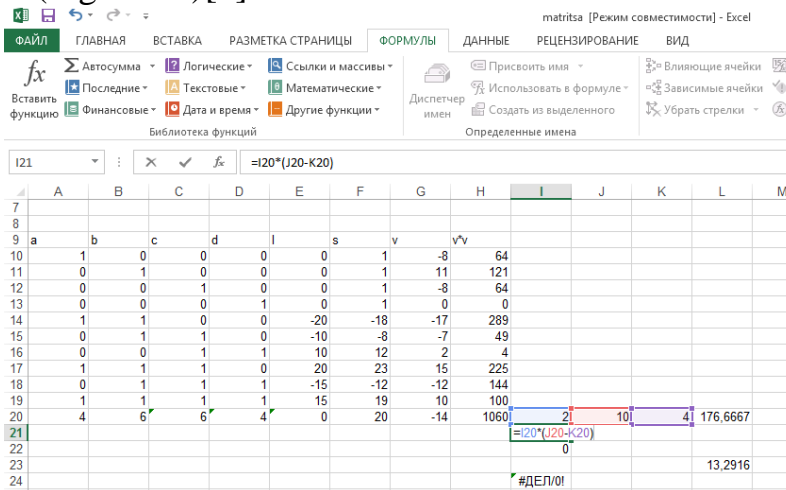 matritsa [Режим совместимости] - Excel
ФАЙЛ ГЛАВНАЯ ВСТАВКА РАЗМЕТКА СТРАНИЦЫ ФОРМУЛЫ ДАННЫЕ РЕЦЕНЗИРОВАНИЕ ВИД
fx Вставить функцию
Σ Автосумма Логические Ссылки и массивы
Последние Текстовые Математические
Финансовые Дата и время Другие функции
Библиотека функций
Диспетчер имен
Присвоить имя
Использовать в формуле
Создать из выделенного
Определенные имена
Влияющие ячейки
Зависимые ячейки
Убрать стрелки
I21 fx =I20*(J20-K20)
A B C D E F G H I J K L M
7
8
9 a b c d l s v v*v
10 1 0 0 0 0 1 -8 64
11 0 1 0 0 0 1 11 121
12 0 0 1 0 0 1 -8 64
13 0 0 0 1 0 1 0 0
14 1 1 0 0 -20 -18 -17 289
15 0 1 1 0 -10 -8 -7 49
16 0 0 1 1 10 12 2 4
17 1 1 1 0 20 23 15 225
18 0 1 1 1 -15 -12 -12 144
19 1 1 1 1 15 19 10 100
20 4 6 6 4 0 20 -14 1060 2 10 4 176,6667
21 =I20*(J20-K20)
22 0
23 13,2916
24 #ДЕЛ/0!